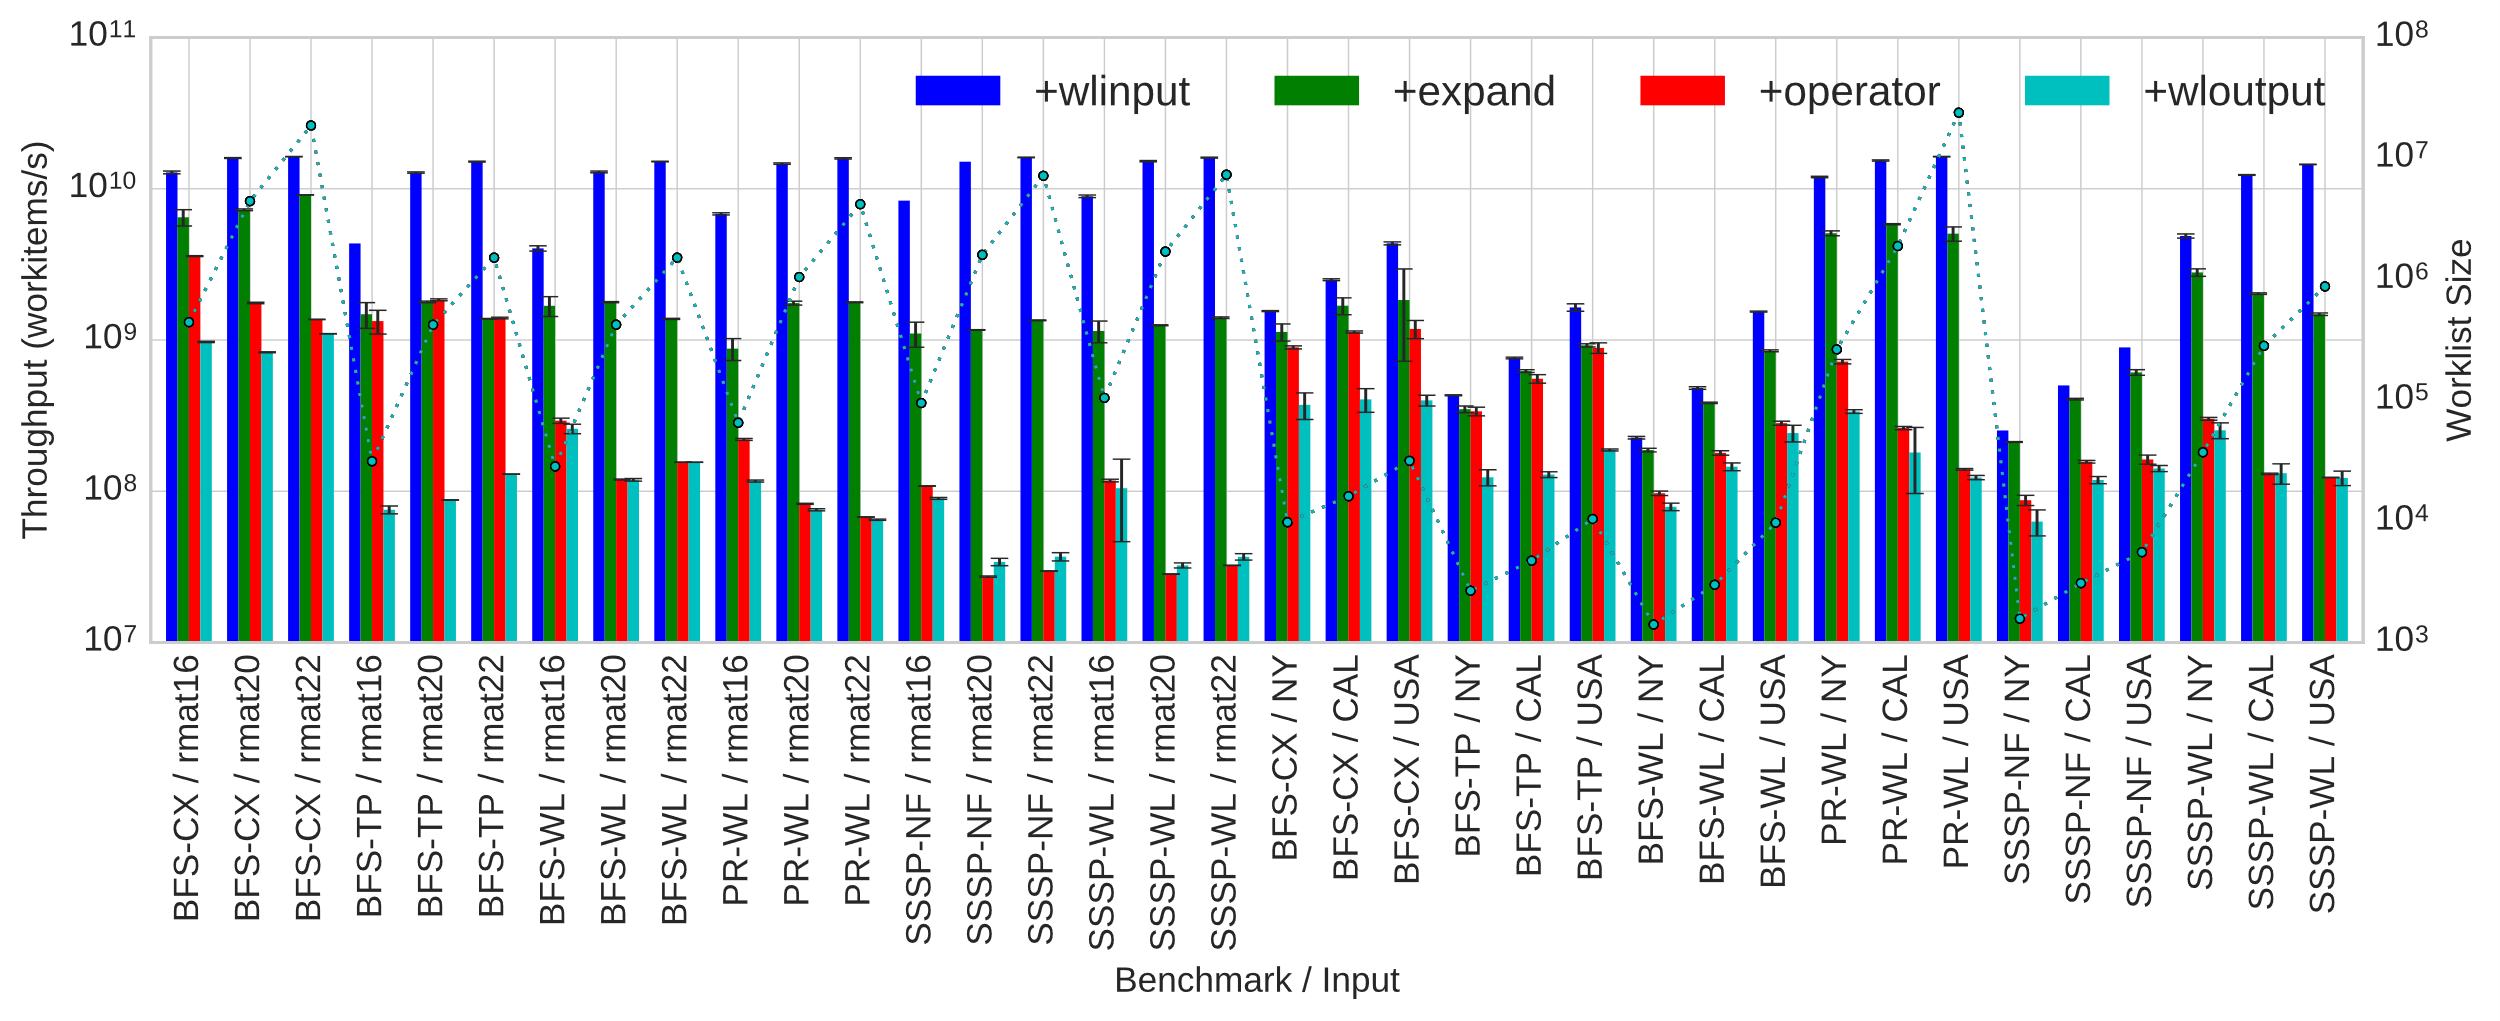 10^11
10^10
10^9
10^8
10^7
Throughput (workitems/s)
+wlinput +expand +operator +wloutput
10^8
10^7
10^6
10^5
10^4
10^3
Worklist Size
BFS-CX / rmat16
BFS-CX / rmat20
BFS-CX / rmat22
BFS-TP / rmat16
BFS-TP / rmat20
BFS-TP / rmat22
BFS-WL / rmat16
BFS-WL / rmat20
BFS-WL / rmat22
PR-WL / rmat16
PR-WL / rmat20
PR-WL / rmat22
SSSP-NF / rmat16
SSSP-NF / rmat20
SSSP-NF / rmat22
SSSP-WL / rmat16
SSSP-WL / rmat20
SSSP-WL / rmat22
BFS-CX / NY
BFS-CX / CAL
BFS-CX / USA
BFS-TP / NY
BFS-TP / CAL
BFS-TP / USA
BFS-WL / NY
BFS-WL / CAL
BFS-WL / USA
PR-WL / NY
PR-WL / CAL
PR-WL / USA
SSSP-NF / NY
SSSP-NF / CAL
SSSP-NF / USA
SSSP-WL / NY
SSSP-WL / CAL
SSSP-WL / USA
Benchmark / Input